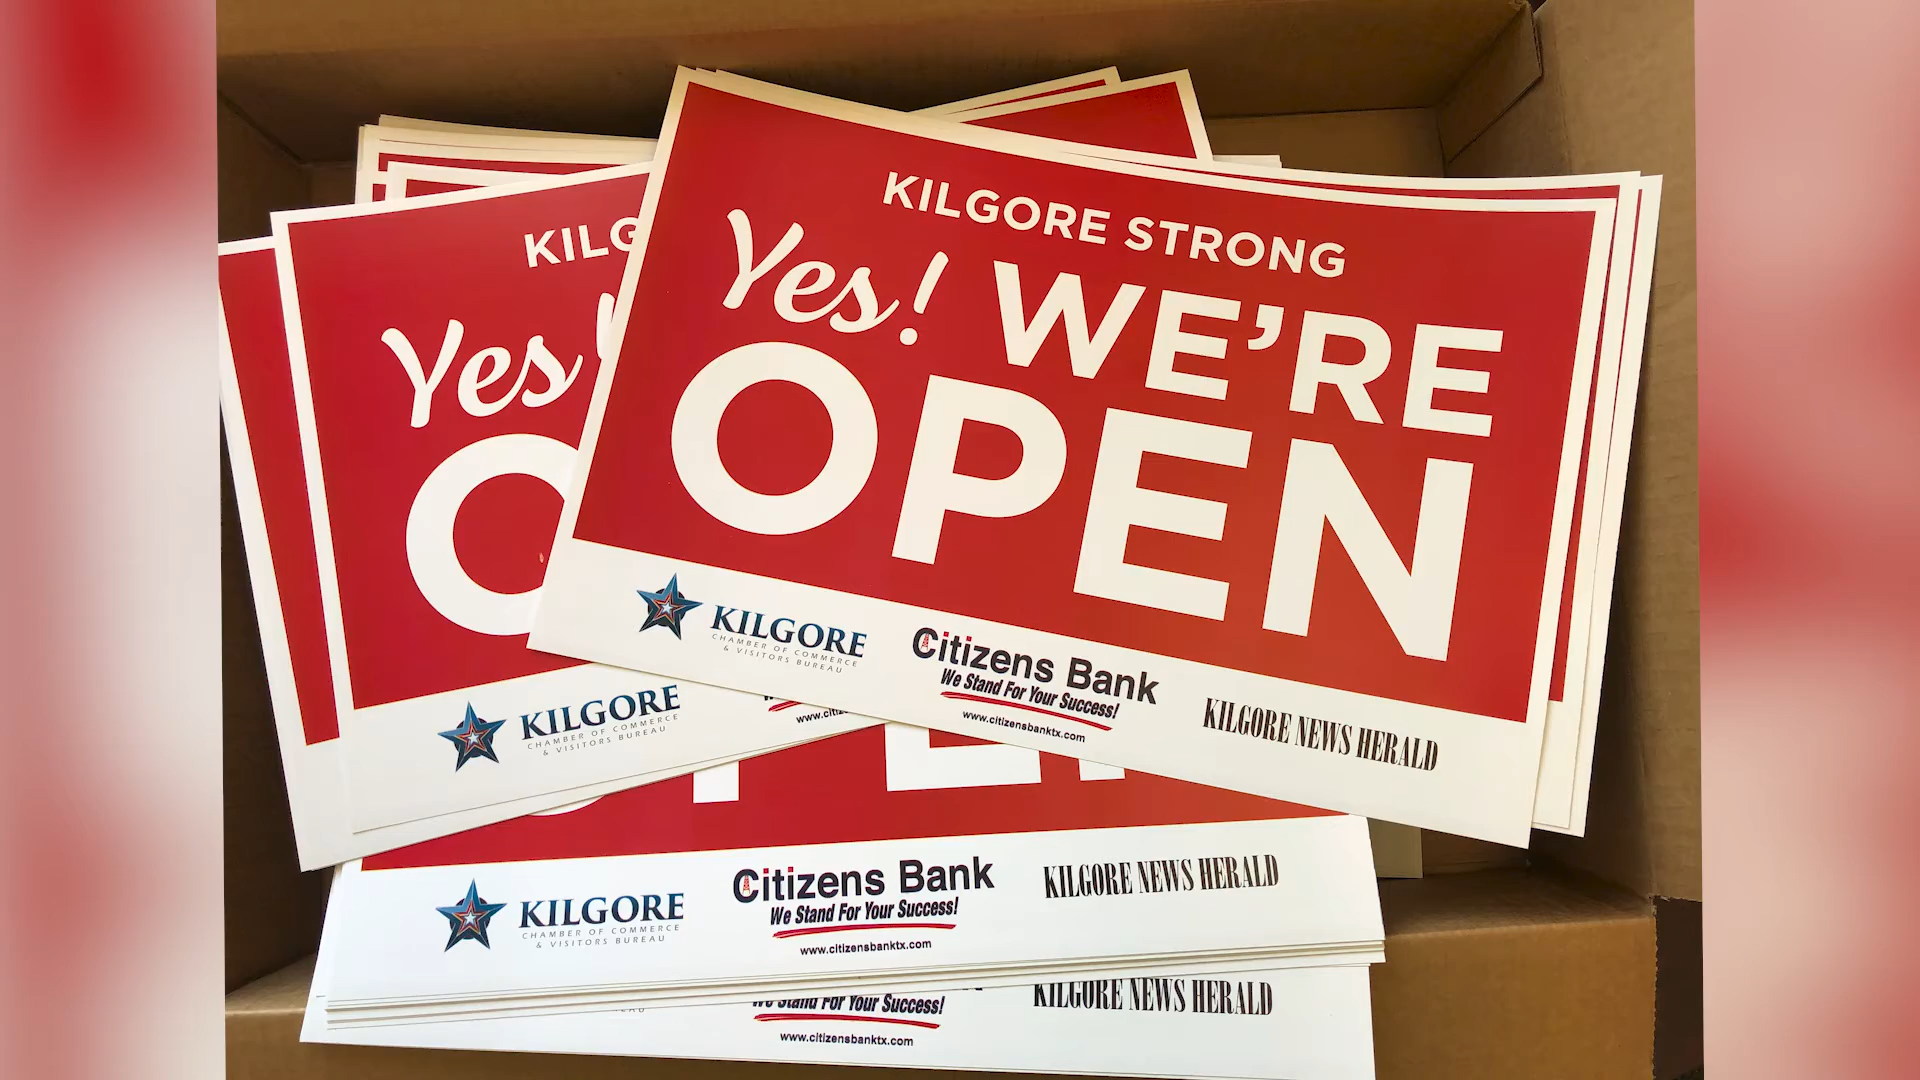 KILGORE STRONG
Yes! WE'RE
OPEN
KILGORE
CHAMBER OF COMMERCE
& VISITORS BUREAU
Citizens Bank
We Stand For Your Success!
www.citizensbanktx.com
KILGORE NEWS HERALD
KILG
Yes!
O
KILGORE
CHAMBER OF COMMERCE
& VISITORS BUREAU
www.citiz
OPEN
KILGORE
CHAMBER OF COMMERCE
& VISITORS BUREAU
Citizens Bank
We Stand For Your Success!
www.citizensbanktx.com
KILGORE NEWS HERALD
We Stand For Your Success!
www.citizensbanktx.com
KILGORE NEWS HERALD